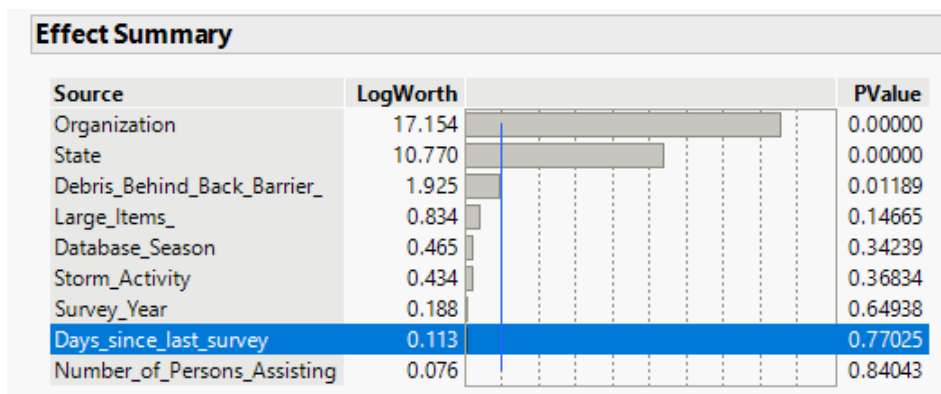 Effect Summary
Source LogWorth PValue
Organization 17.154 0.00000
State 10.770 0.00000
Debris_Behind_Back_Barrier_ 1.925 0.01189
Large_Items_ 0.834 0.14665
Database_Season 0.465 0.34239
Storm_Activity 0.434 0.36834
Survey_Year 0.188 0.64938
Days_since_last_survey 0.113 0.77025
Number_of_Persons_Assisting 0.076 0.84043